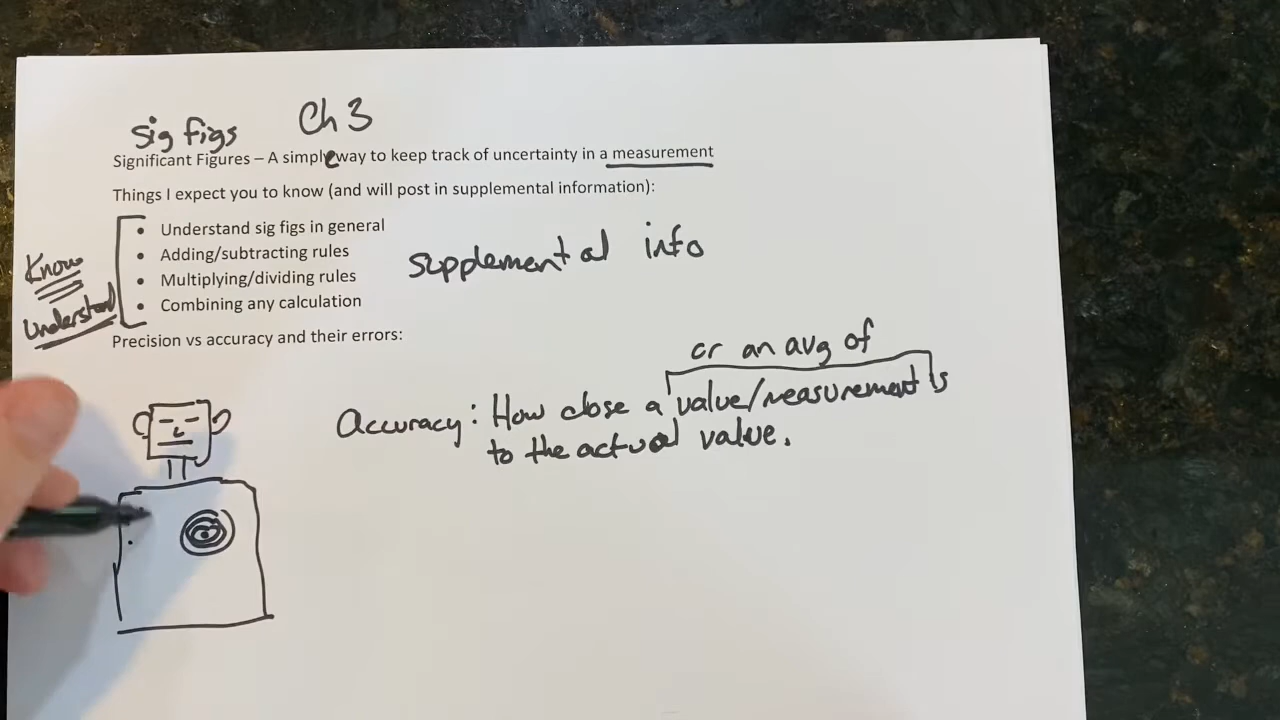 Sig figs Ch 3
Significant Figures – A simple way to keep track of uncertainty in a measurement
Things I expect you to know (and will post in supplemental information):
• Understand sig figs in general
• Adding/subtracting rules
• Multiplying/dividing rules
• Combining any calculation
Know
Understand
supplemental info
Precision vs accuracy and their errors:
or an avg of
Accuracy: How close a value/measurement is
to the actual value.